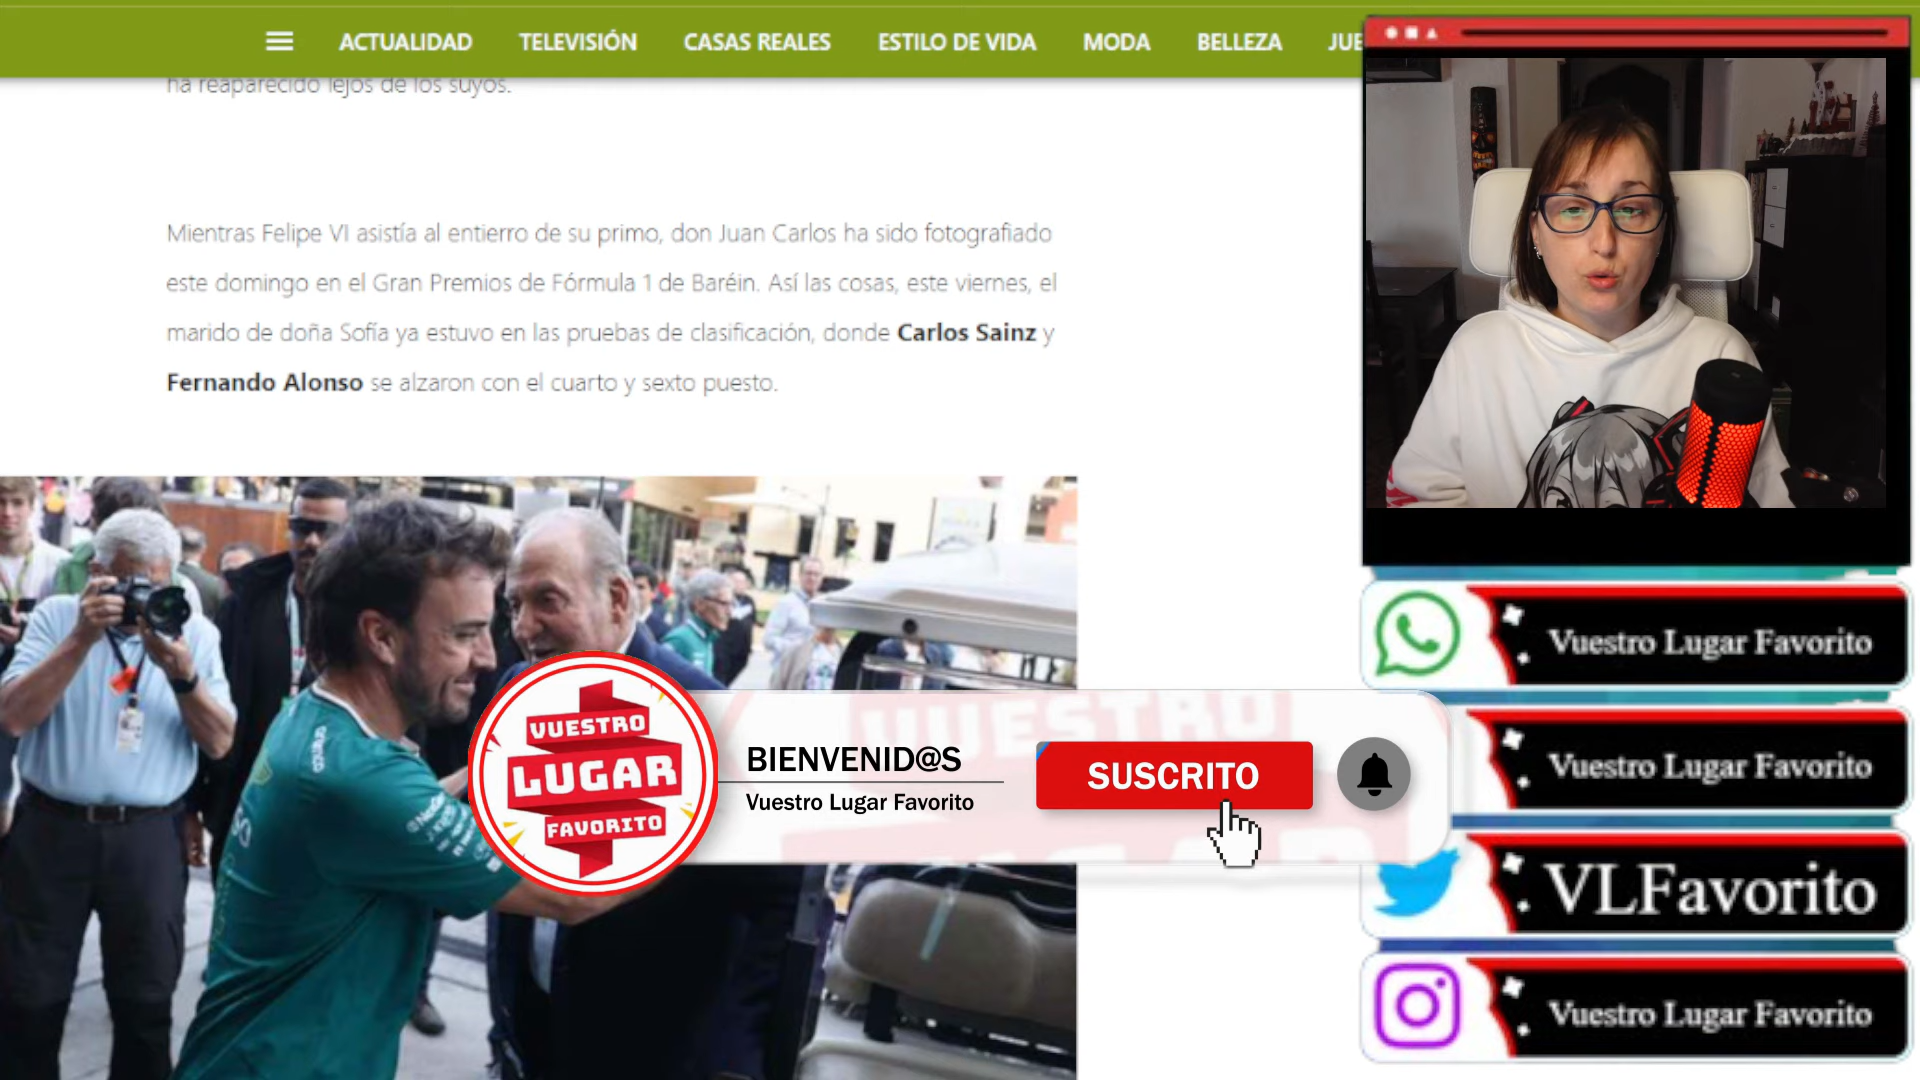 ACTUALIDAD TELEVISIÓN CASAS REALES ESTILO DE VIDA MODA BELLEZA JUE
ha reaparecido lejos de los suyos.
Mientras Felipe VI asistía al entierro de su primo, don Juan Carlos ha sido fotografiado
este domingo en el Gran Premios de Fórmula 1 de Baréin. Así las cosas, este viernes, el
marido de doña Sofía ya estuvo en las pruebas de clasificación, donde Carlos Sainz y
Fernando Alonso se alzaron con el cuarto y sexto puesto.
VUESTRO
LUGAR
FAVORITO
VUESTRO
BIENVENID@S
Vuestro Lugar Favorito
SUSCRITO
Vuestro Lugar Favorito
Vuestro Lugar Favorito
VLFavorito
Vuestro Lugar Favorito